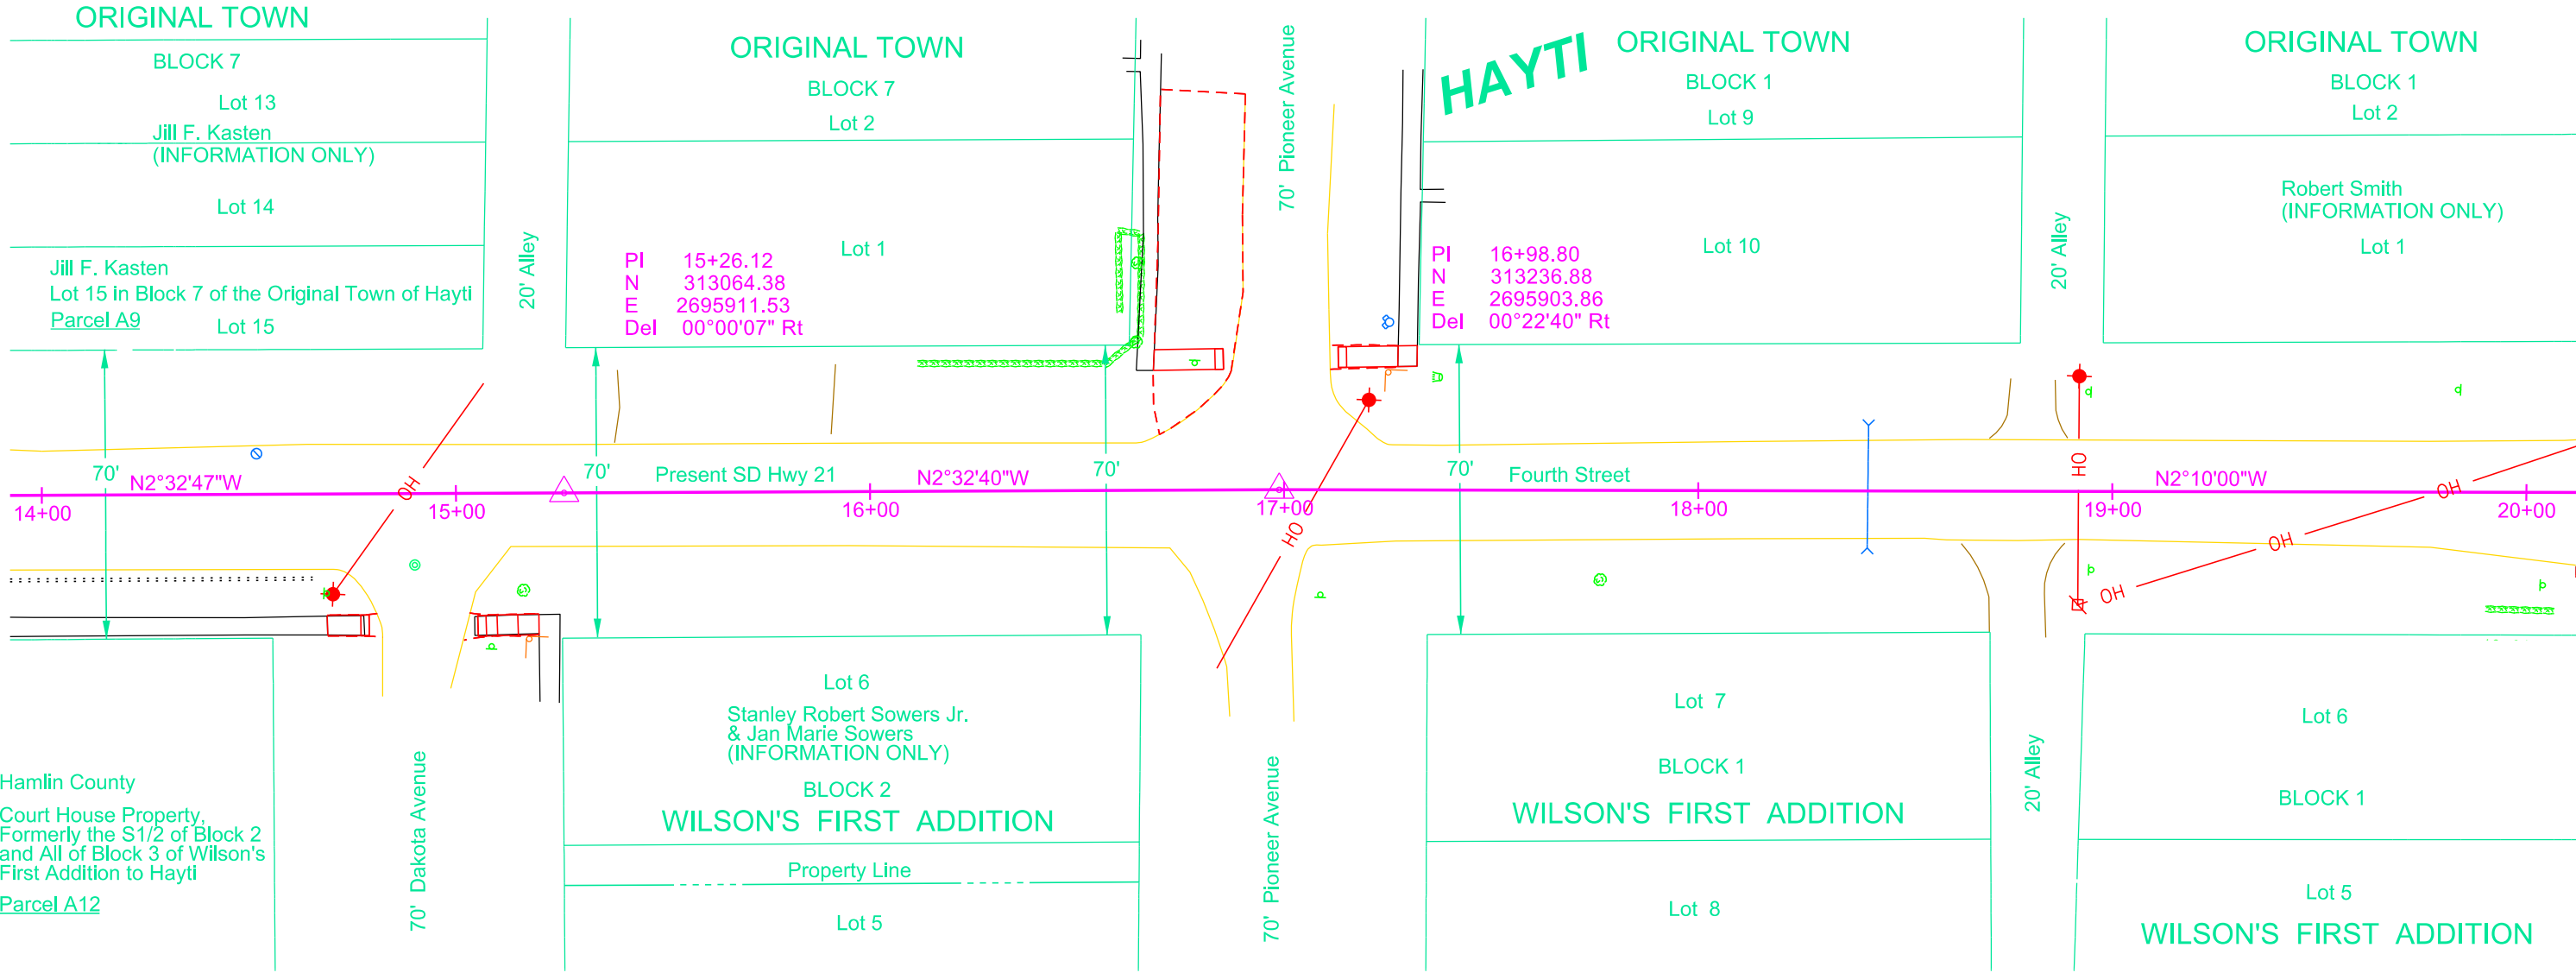 ORIGINAL TOWN
BLOCK 7
Lot 13
Jill F. Kasten
(INFORMATION ONLY)
Lot 14
Jill F. Kasten
Lot 15 in Block 7 of the Original Town of Hayti
Parcel A9
Lot 15
20' Alley
ORIGINAL TOWN
BLOCK 7
Lot 2
Lot 1
PI 15+26.12
N 313064.38
E 2695911.53
Del 00°00'07" Rt
70' Pioneer Avenue
HAYTI
ORIGINAL TOWN
BLOCK 1
Lot 9
Lot 10
PI 16+98.80
N 313236.88
E 2695903.86
Del 00°22'40" Rt
20' Alley
ORIGINAL TOWN
BLOCK 1
Lot 2
Robert Smith
(INFORMATION ONLY)
Lot 1
70'
N2°32'47"W
OH
70'
Present SD Hwy 21
N2°32'40"W
70'
OH
70'
Fourth Street
OH
N2°10'00"W
OH
OH
OH
14+00
15+00
16+00
17+00
18+00
19+00
20+00
Hamlin County
Court House Property,
Formerly the S1/2 of Block 2
and All of Block 3 of Wilson's
First Addition to Hayti
Parcel A12
70' Dakota Avenue
Lot 6
Stanley Robert Sowers Jr.
& Jan Marie Sowers
(INFORMATION ONLY)
BLOCK 2
WILSON'S FIRST ADDITION
Property Line
Lot 5
70' Pioneer Avenue
Lot 7
BLOCK 1
WILSON'S FIRST ADDITION
Lot 8
20' Alley
Lot 6
BLOCK 1
Lot 5
WILSON'S FIRST ADDITION